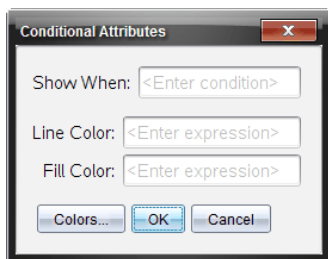 Conditional Attributes
Show When: <Enter condition>
Line Color: <Enter expression>
Fill Color: <Enter expression>
Colors... OK Cancel